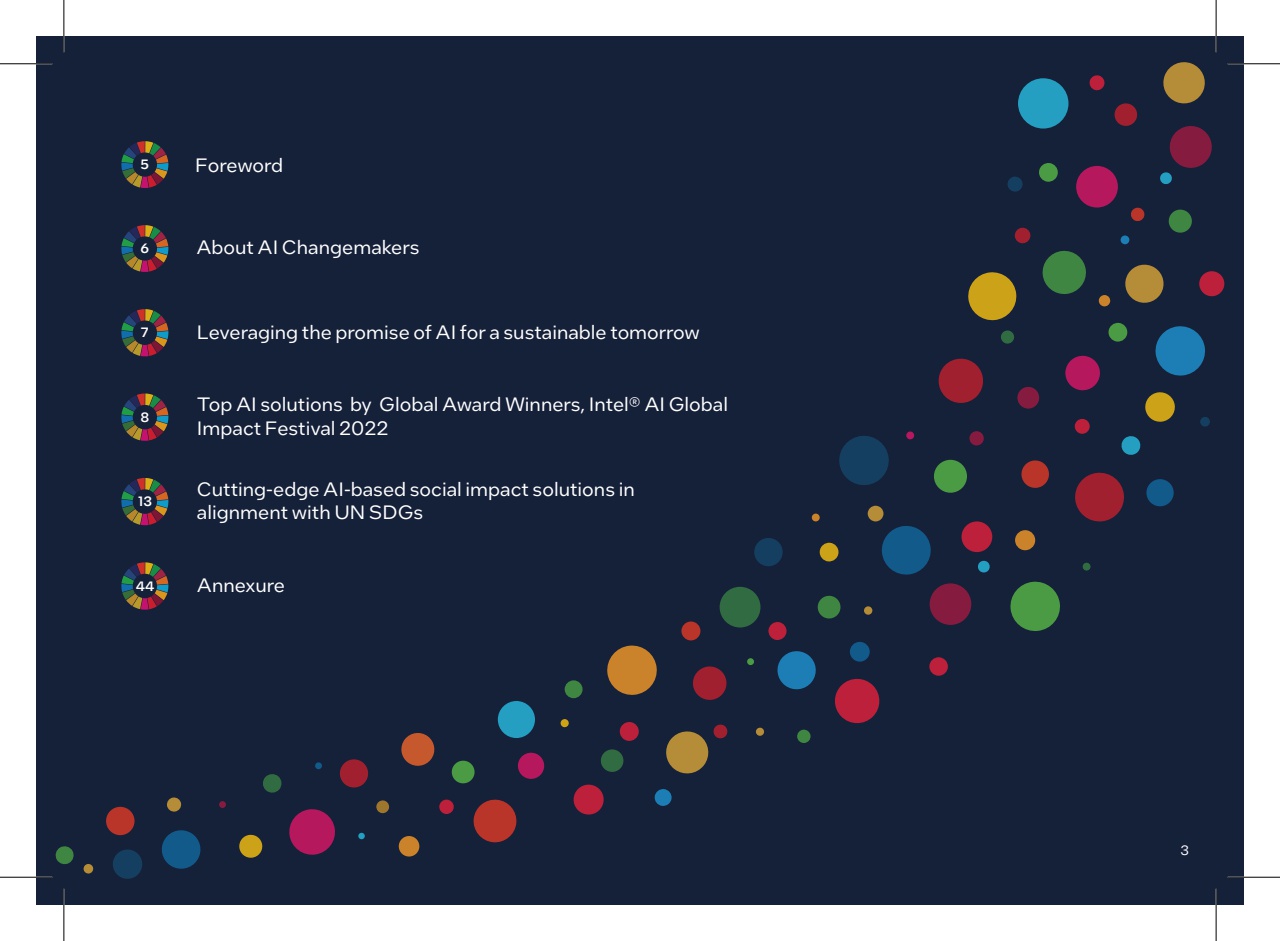 5 Foreword
6 About AI Changemakers
7 Leveraging the promise of AI for a sustainable tomorrow
8 Top AI solutions by Global Award Winners, Intel® AI Global
Impact Festival 2022
13 Cutting-edge AI-based social impact solutions in
alignment with UN SDGs
44 Annexure
3